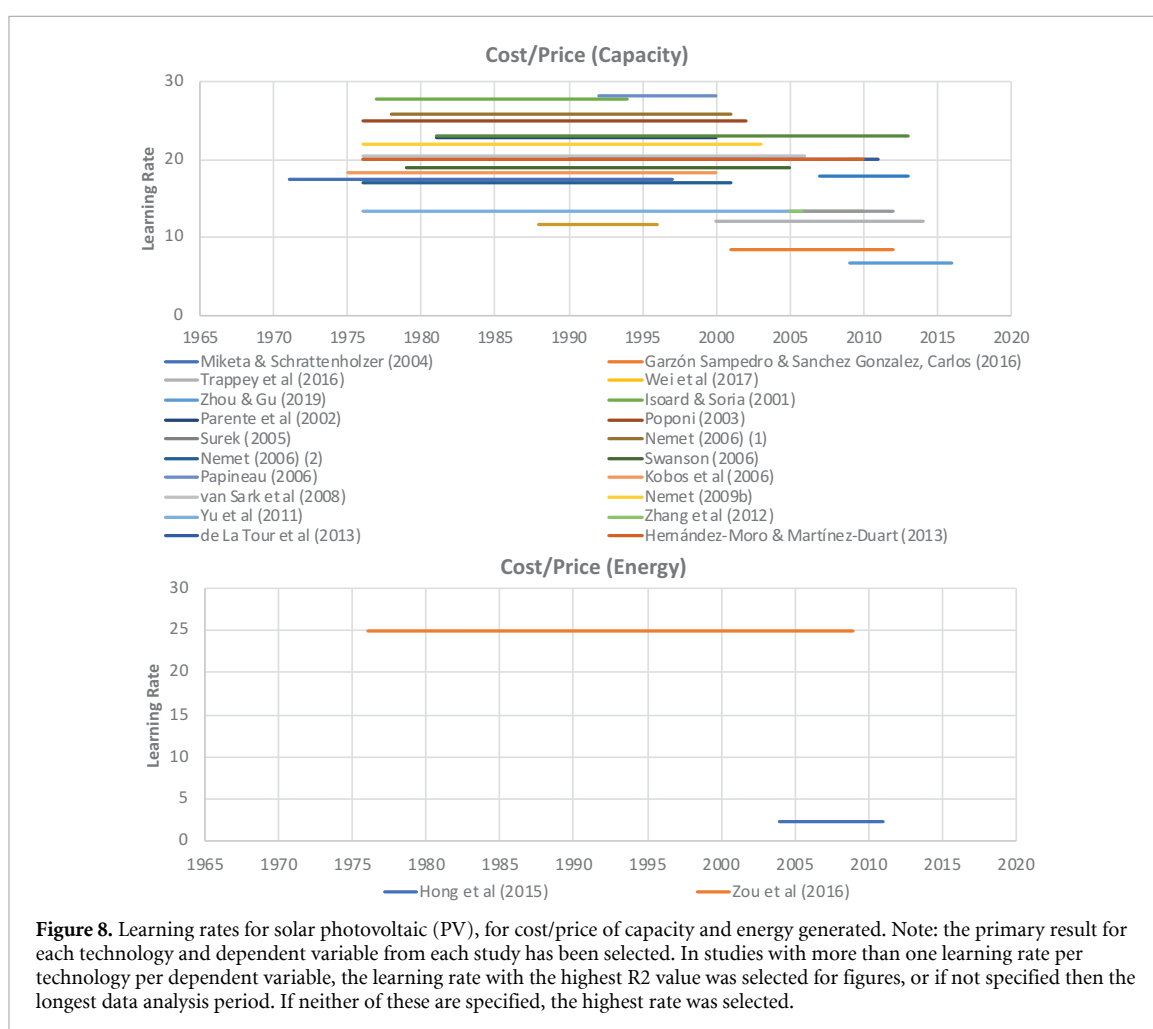 Cost/Price (Capacity)
30
20
10
0
Learning Rate
1965 1970 1975 1980 1985 1990 1995 2000 2005 2010 2015 2020
Miketa & Schrattenholzer (2004) Garzón Sampedro & Sanchez Gonzalez, Carlos (2016)
Trappey et al (2016) Wei et al (2017)
Zhou & Gu (2019) Isoard & Soria (2001)
Parente et al (2002) Poponi (2003)
Surek (2005) Nemet (2006) (1)
Nemet (2006) (2) Swanson (2006)
Papineau (2006) Kobos et al (2006)
van Sark et al (2008) Nemet (2009b)
Yu et al (2011) Zhang et al (2012)
de La Tour et al (2013) Hernández-Moro & Martínez-Duart (2013)
Cost/Price (Energy)
30
25
20
15
10
5
0
Learning Rate
1965 1970 1975 1980 1985 1990 1995 2000 2005 2010 2015 2020
Hong et al (2015) Zou et al (2016)
Figure 8. Learning rates for solar photovoltaic (PV), for cost/price of capacity and energy generated. Note: the primary result for
each technology and dependent variable from each study has been selected. In studies with more than one learning rate per
technology per dependent variable, the learning rate with the highest R2 value was selected for figures, or if not specified then the
longest data analysis period. If neither of these are specified, the highest rate was selected.